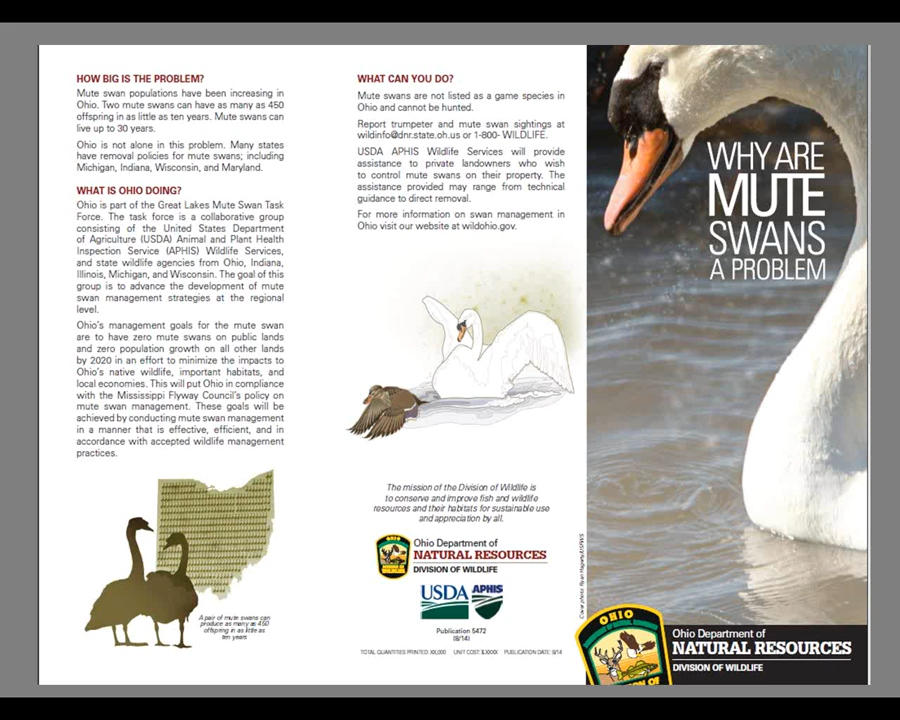 HOW BIG IS THE PROBLEM?
Mute swan populations have been increasing in
Ohio. Two mute swans can have as many as 450
offspring in as little as ten years. Mute swans can
live up to 30 years.
Ohio is not alone in this problem. Many states
have removal policies for mute swans; including
Michigan, Indiana, Wisconsin, and Maryland.
WHAT IS OHIO DOING?
Ohio is part of the Great Lakes Mute Swan Task
Force. The task force is a collaborative group
consisting of the United States Department
of Agriculture (USDA) Animal and Plant Health
Inspection Service (APHIS) Wildlife Services,
and state wildlife agencies from Ohio, Indiana,
Illinois, Michigan, and Wisconsin. The goal of this
group is to advance the development of mute
swan management strategies at the regional
level.
Ohio's management goals for the mute swan
are to have zero mute swans on public lands
and zero population growth on all other lands
by 2020 in an effort to minimize the impacts to
Ohio's native wildlife, important habitats, and
local economies. This will put Ohio in compliance
with the Mississippi Flyway Council's policy on
mute swan management. These goals will be
achieved by conducting mute swan management
in a manner that is effective, efficient, and in
accordance with accepted wildlife management
practices.
A pair of mute swans can
produce as many as 450
offspring in as little as
ten years
WHAT CAN YOU DO?
Mute swans are not listed as a game species in
Ohio and cannot be hunted.
Report trumpeter and mute swan sightings at
wildinfo@dnr.state.oh.us or 1-800- WILDLIFE.
USDA APHIS Wildlife Services will provide
assistance to private landowners who wish
to control mute swans on their property. The
assistance provided may range from technical
guidance to direct removal.
For more information on swan management in
Ohio visit our website at wildohio.gov.
The mission of the Division of Wildlife is
to conserve and improve fish and wildlife
resources and their habitats for sustainable use
and appreciation by all.
OHIO
Ohio Department of
NATURAL RESOURCES
DIVISION OF WILDLIFE
USDA APHIS
Publication 5472
(8/14)
TOTAL QUANTITIES PRINTED: XX,000 UNIT COST: $.XXXX PUBLICATION DATE: 8/14
WHY ARE
MUTE
SWANS
A PROBLEM
OHIO
DIVISION OF
Ohio Department of
NATURAL RESOURCES
DIVISION OF WILDLIFE